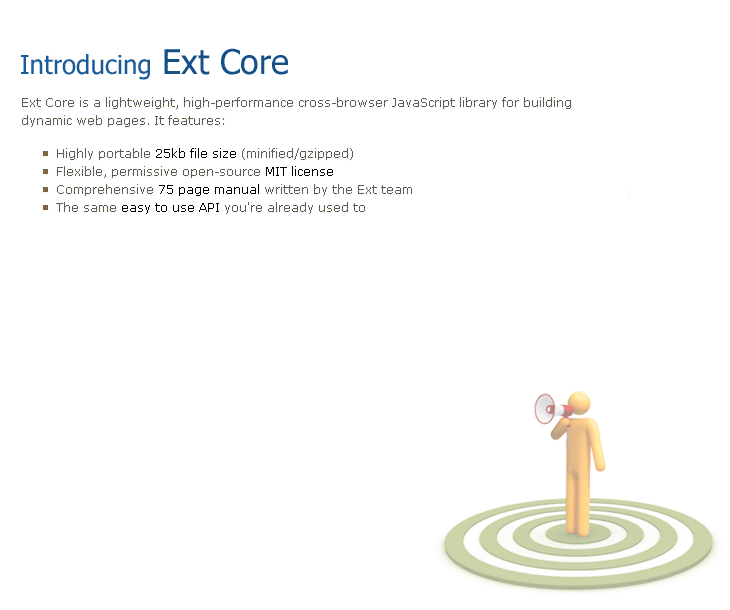 Introducing Ext Core
Ext Core is a lightweight, high-performance cross-browser JavaScript library for building
dynamic web pages. It features:
Highly portable 25kb file size (minified/gzipped)
Flexible, permissive open-source MIT license
Comprehensive 75 page manual written by the Ext team
The same easy to use API you're already used to